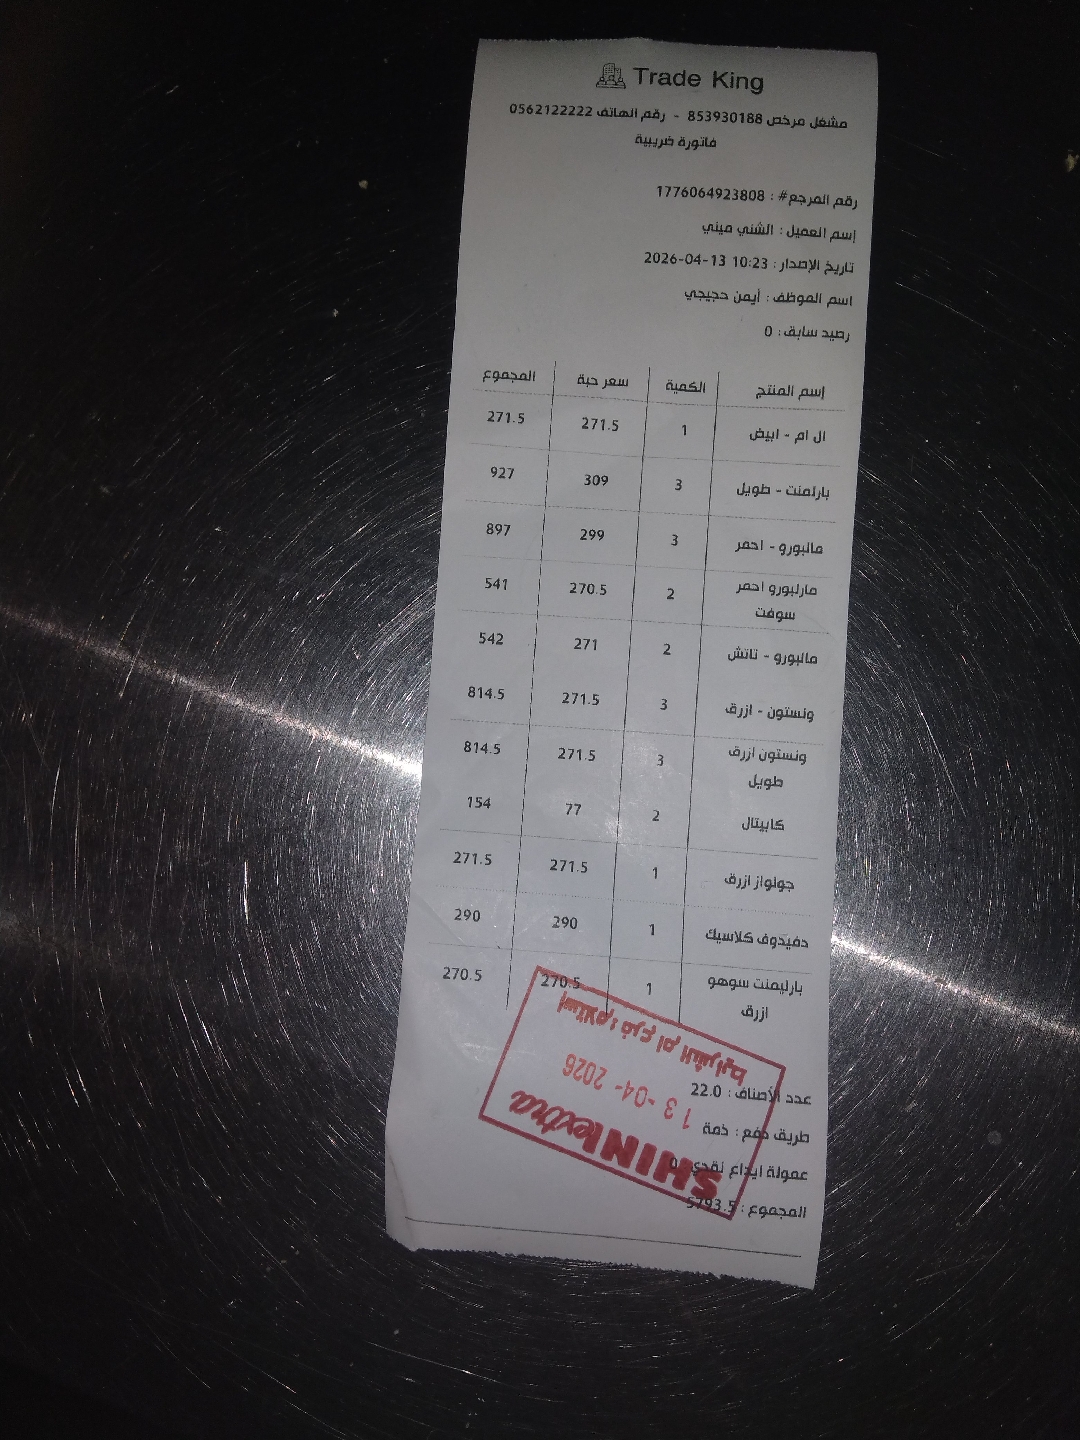 Trade King
مشغل مرخص 853930188 - رقم الهاتف 0562122222
فاتورة ضريبية
رقم المرجع# : 1776064923808
إسم العميل : الشني ميني
تاريخ الإصدار : 10:23 2026-04-13
اسم الموظف : أيمن حجيجي
رصيد سابق : 0
إسم المنتج الكمية سعر حبة المجموع
ال ام - ابيض 1 271.5 271.5
بارلمنت - طويل 3 309 927
مالبورو - احمر 3 299 897
مارلبورو احمر سوفت 2 270.5 541
مالبورو - تاتش 2 271 542
ونستون - ازرق 3 271.5 814.5
ونستون ازرق طويل 3 271.5 814.5
كابيتال 2 77 154
جولواز ازرق 1 271.5 271.5
دفيدوف كلاسيك 1 290 290
بارليمنت سوهو ازرق 1 270.5 270.5
عدد الأصناف : 22.0
طريق دفع : ذمة
عمولة ايداع نقدي : 0
المجموع : 5793.5
SHINI extra
13 -04- 2026
إستلام : فرع ام الشرايط